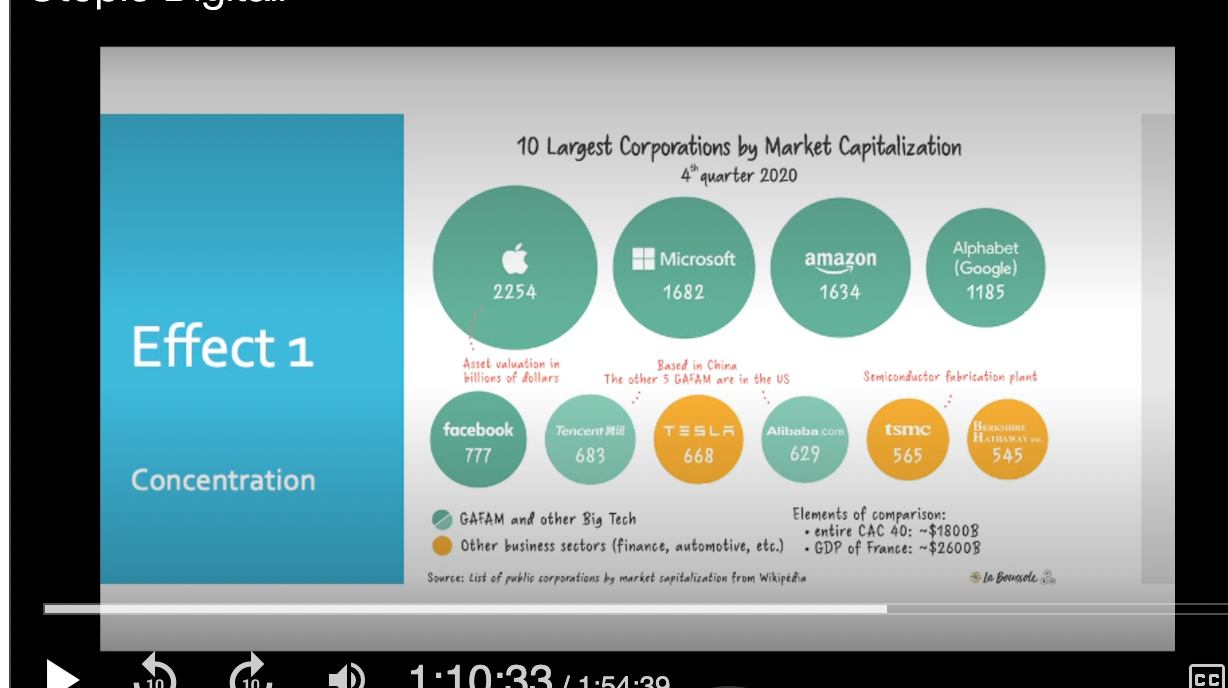 Effect 1
Concentration
10 Largest Corporations by Market Capitalization
4th quarter 2020
2254
Microsoft
1682
amazon
1634
Alphabet
(Google)
1185
Asset valuation in
billions of dollars
Based in China
The other 5 GAFAM are in the US
Semiconductor fabrication plant
facebook
777
Tencent 腾讯
683
TESLA
668
Alibaba.com
629
tsmc
565
BERKSHIRE
HATHAWAY INC.
545
GAFAM and other Big Tech
Other business sectors (finance, automotive, etc.)
Elements of comparison:
• entire CAC 40: ~$1800B
• GDP of France: ~$2600B
Source: List of public corporations by market capitalization from Wikipédia
la Boussole
10
10
1:10:33 / 1:54:39
CC